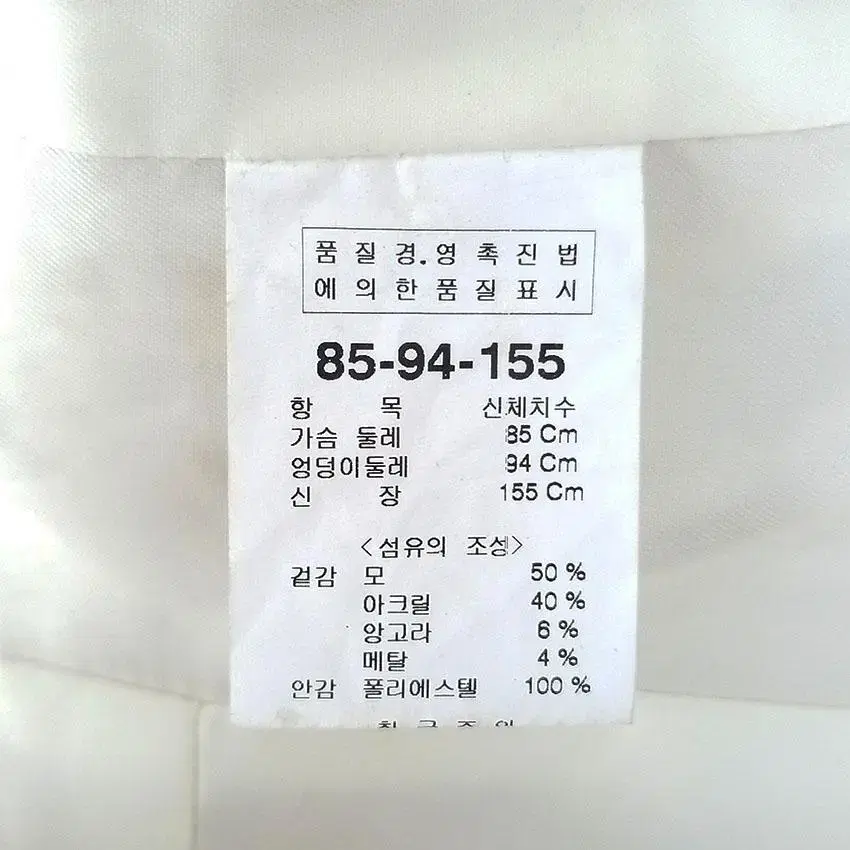 품 질 경. 영 촉 진 법
에 의 한 품 질 표 시
85-94-155
항 목 신체치수
가슴 둘레 85 Cm
엉덩이둘레 94 Cm
신 장 155 Cm
<섬유의 조성>
겉감 모 50 %
아크릴 40 %
앙고라 6 %
메탈 4 %
안감 폴리에스텔 100 %